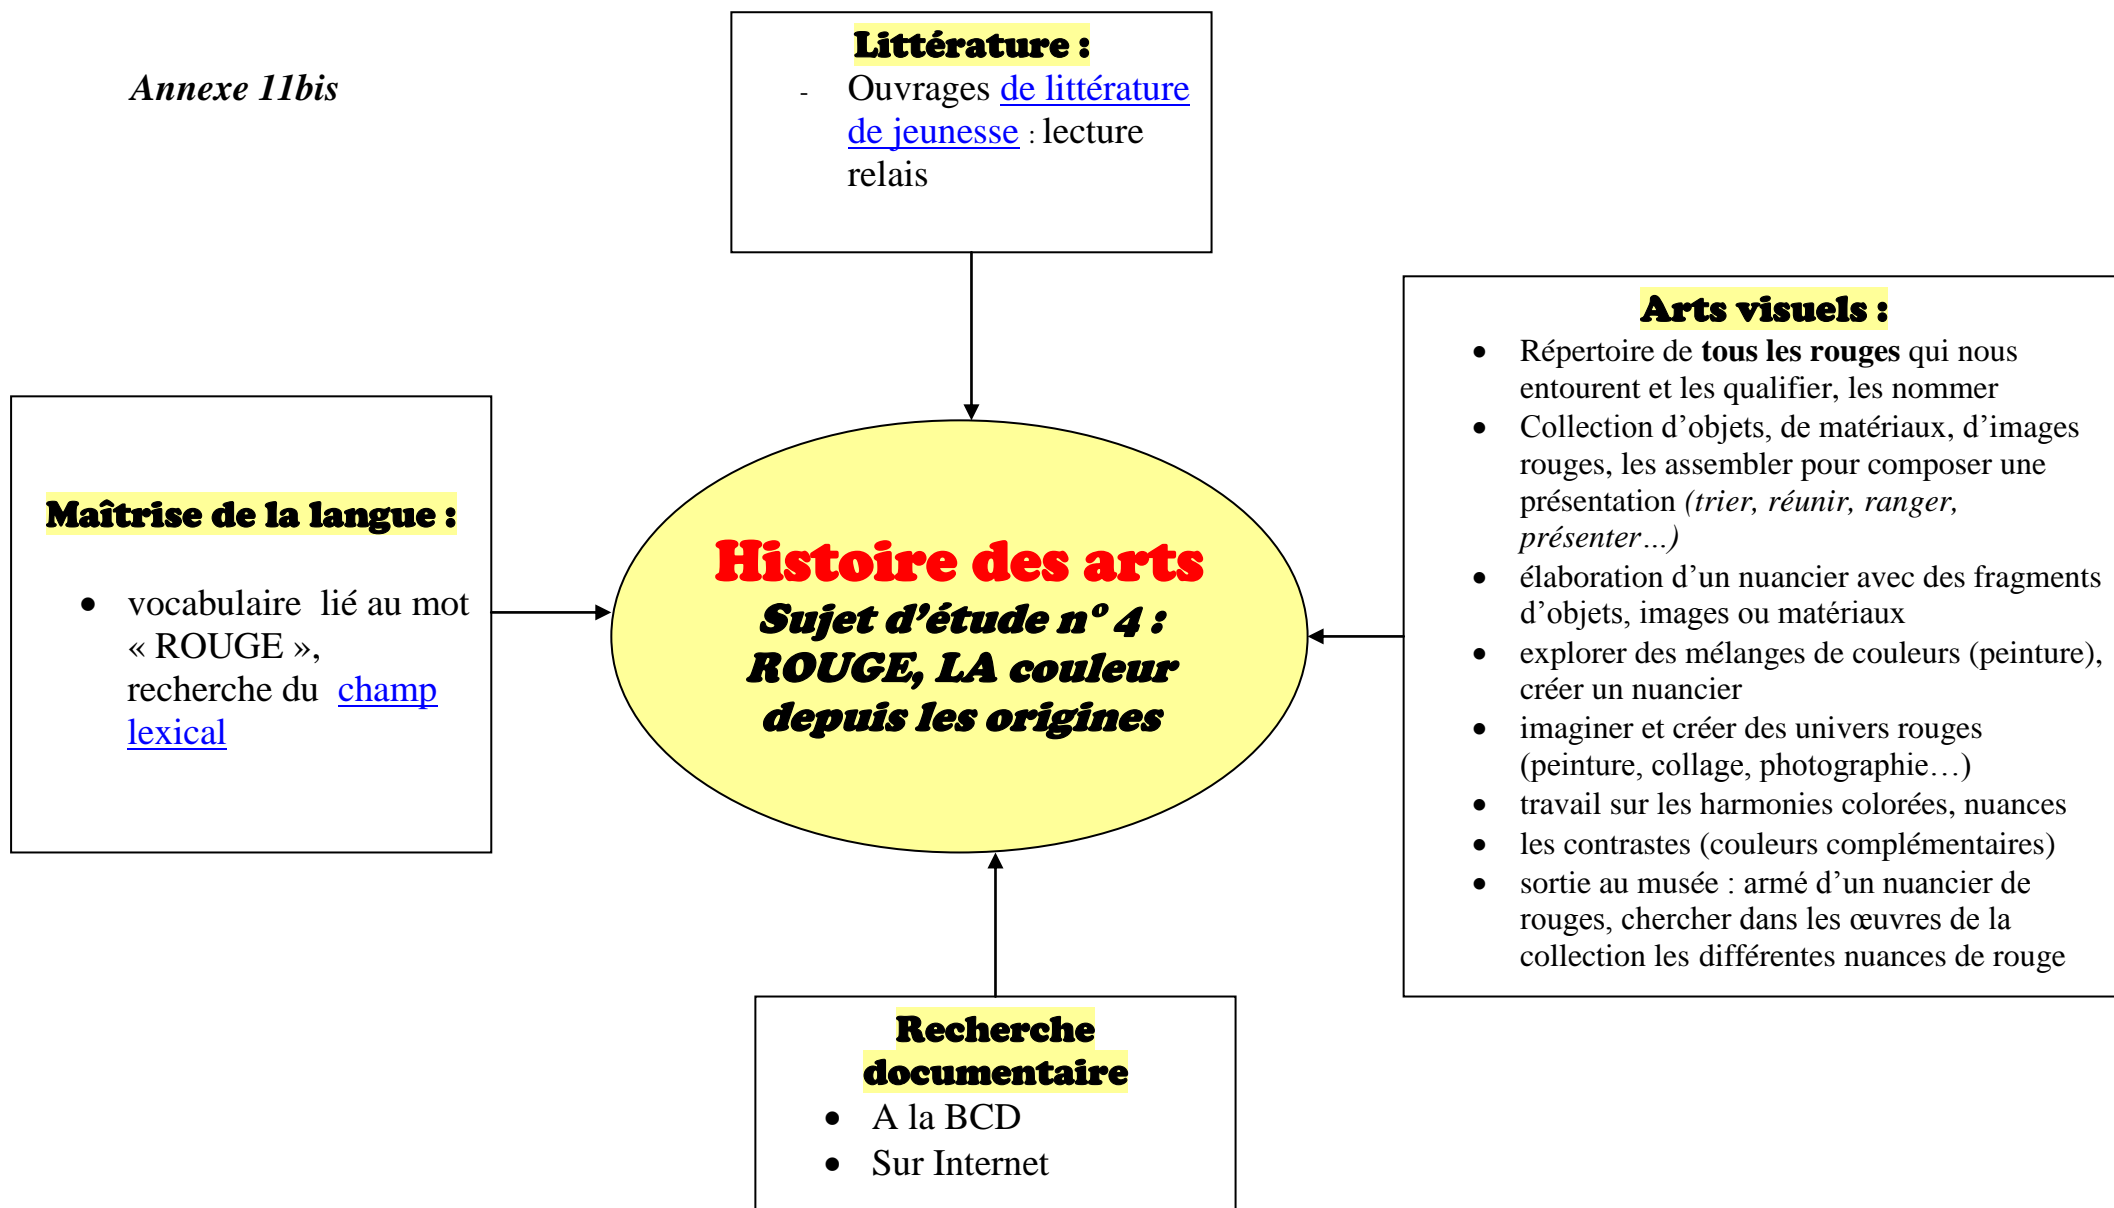 Annexe 11bis
Littérature :
- Ouvrages de littérature
de jeunesse : lecture
relais
Maîtrise de la langue :
• vocabulaire lié au mot
« ROUGE »,
recherche du champ
lexical
Histoire des arts
Sujet d’étude n° 4 :
ROUGE, LA couleur
depuis les origines
Arts visuels :
• Répertoire de tous les rouges qui nous
entourent et les qualifier, les nommer
• Collection d’objets, de matériaux, d’images
rouges, les assembler pour composer une
présentation (trier, réunir, ranger,
présenter…)
• élaboration d’un nuancier avec des fragments
d’objets, images ou matériaux
• explorer des mélanges de couleurs (peinture),
créer un nuancier
• imaginer et créer des univers rouges
(peinture, collage, photographie…)
• travail sur les harmonies colorées, nuances
• les contrastes (couleurs complémentaires)
• sortie au musée : armé d’un nuancier de
rouges, chercher dans les œuvres de la
collection les différentes nuances de rouge
Recherche
documentaire
• A la BCD
• Sur Internet